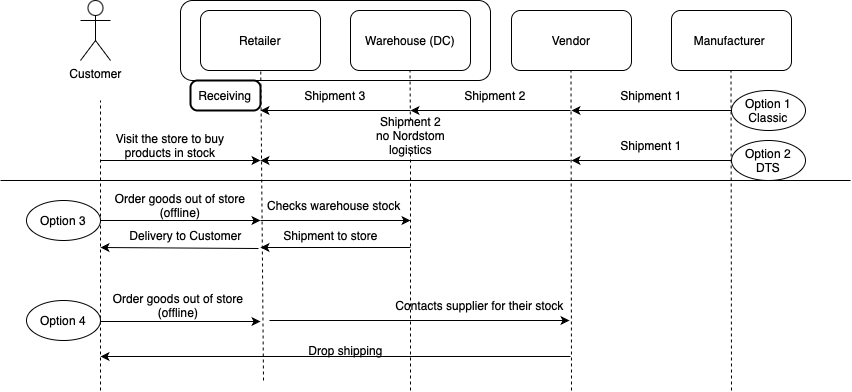 Retailer
Warehouse (DC)
Vendor
Manufacturer
Customer
Receiving
Shipment 3
Shipment 2
Shipment 1
Option 1
Classic
Shipment 2
no Nordstom
logistics
Visit the store to buy
products in stock
Shipment 1
Option 2
DTS
Option 3
Order goods out of store
(offline)
Checks warehouse stock
Delivery to Customer
Shipment to store
Option 4
Order goods out of store
(offline)
Contacts supplier for their stock
Drop shipping